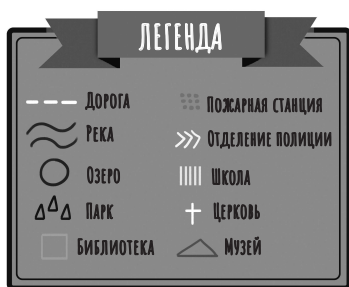 ЛЕГЕНДА
ДОРОГА
РЕКА
ОЗЕРО
ПАРК
БИБЛИОТЕКА
ПОЖАРНАЯ СТАНЦИЯ
ОТДЕЛЕНИЕ ПОЛИЦИИ
ШКОЛА
ЦЕРКОВЬ
МУЗЕЙ